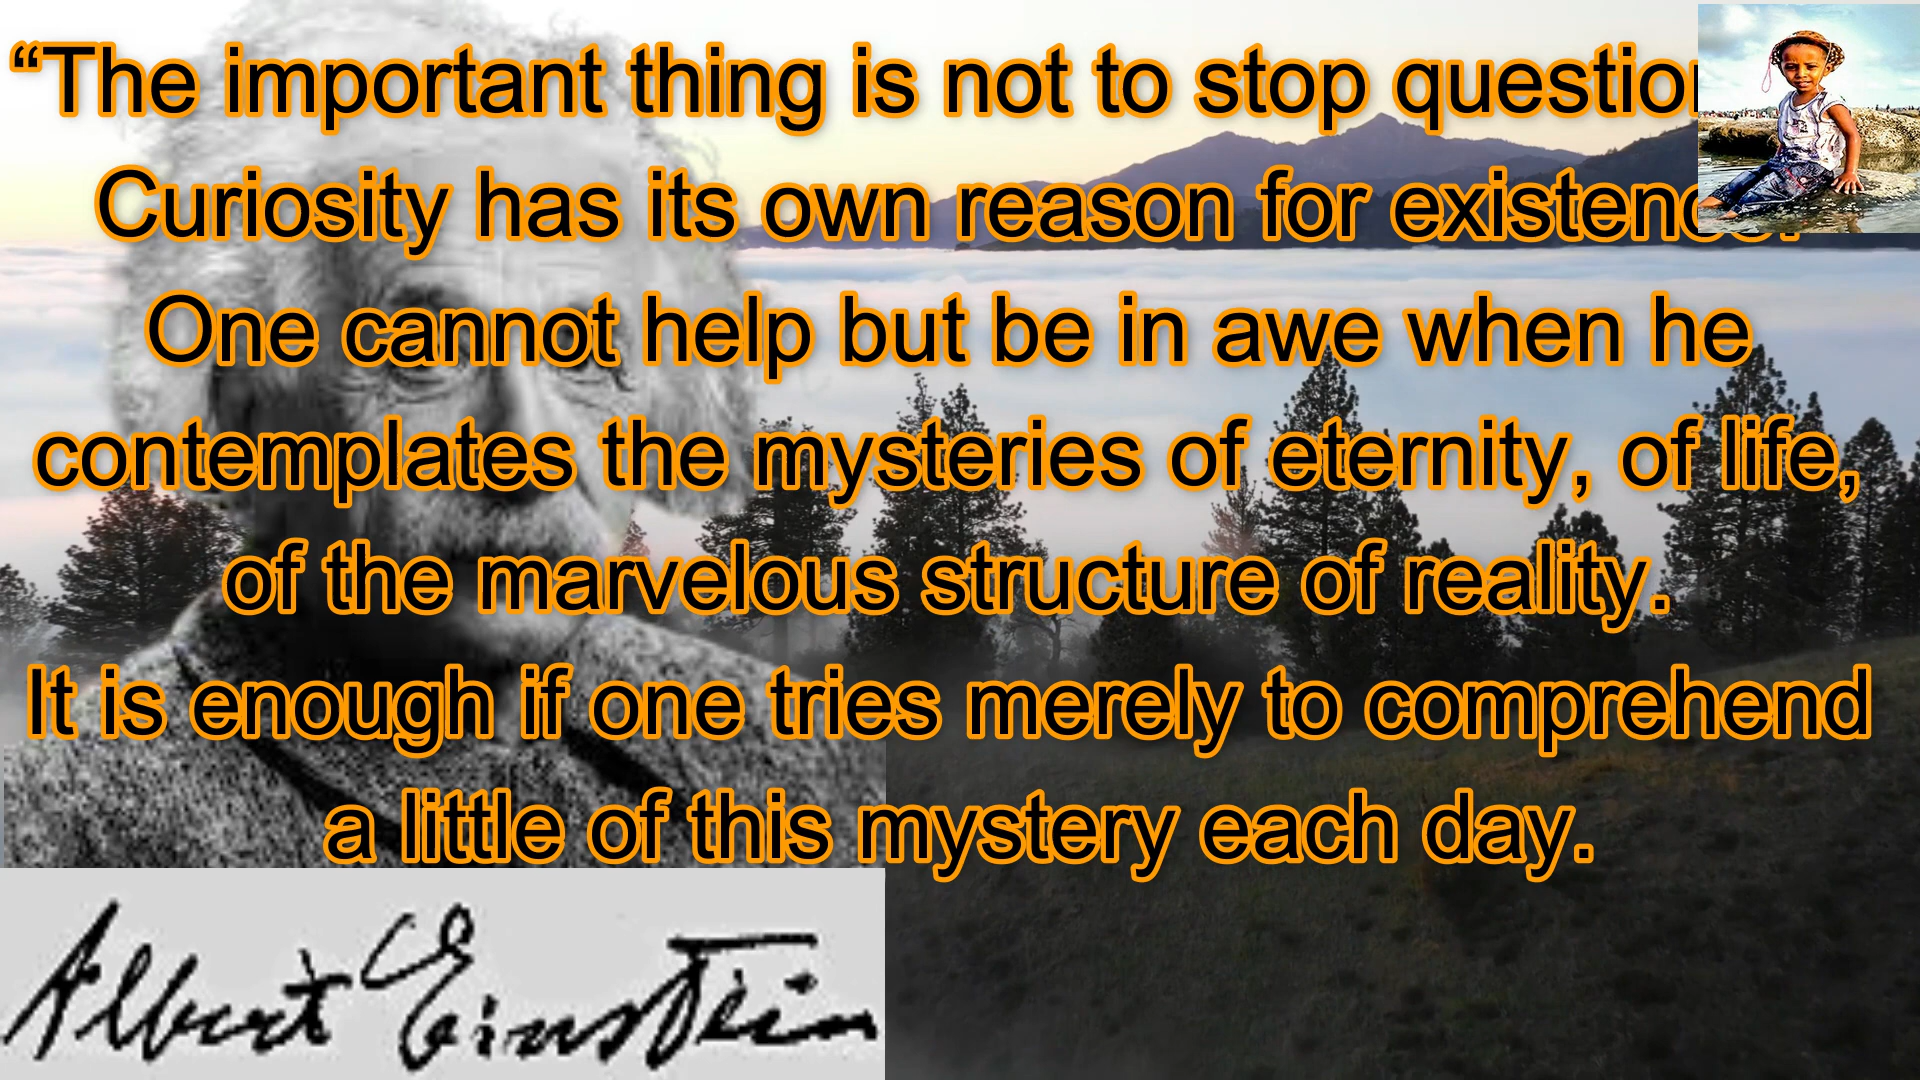 “The important thing is not to stop question
Curiosity has its own reason for existence.
One cannot help but be in awe when he
contemplates the mysteries of eternity, of life,
of the marvelous structure of reality.
It is enough if one tries merely to comprehend
a little of this mystery each day.
Albert Einstein